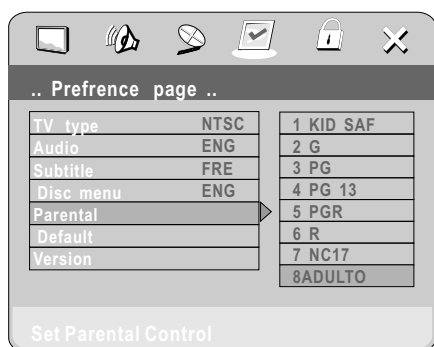 .. Prefrence page ..
TV type NTSC
Audio ENG
Subtitle FRE
Disc menu ENG
Parental
Default
Version
1 KID SAF
2 G
3 PG
4 PG 13
5 PGR
6 R
7 NC17
8ADULTO
Set Parental Control